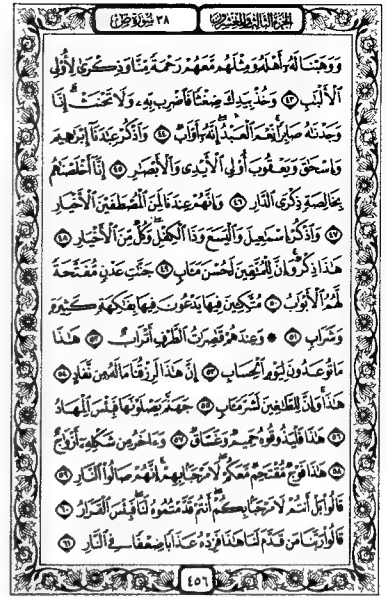 الجزء الثالث والعشرون ٣٨ سورة ص
وَوَهَبْنَا لَهُۥٓ أَهْلَهُۥ وَمِثْلَهُم مَّعَهُمْ رَحْمَةً مِّنَّا وَذِكْرَىٰ لِأُو۟لِى
ٱلْأَلْبَٰبِ ٤٣ وَخُذْ بِيَدِكَ ضِغْثًا فَٱضْرِب بِّهِۦ وَلَا تَحْنَثْ ۗ إِنَّا
وَجَدْنَٰهُ صَابِرًا ۚ نِّعْمَ ٱلْعَبْدُ ۖ إِنَّهُۥٓ أَوَّابٌ ٤٤ وَٱذْكُرْ عِبَٰدَنَآ إِبْرَٰهِيمَ
وَإِسْحَٰقَ وَيَعْقُوبَ أُو۟لِى ٱلْأَيْدِى وَٱلْأَبْصَٰرِ ٤٥ إِنَّآ أَخْلَصْنَٰهُم
بِخَالِصَةٍ ذِكْرَى ٱلدَّارِ ٤٦ وَإِنَّهُمْ عِندَنَا لَمِنَ ٱلْمُصْطَفَيْنَ ٱلْأَخْيَارِ
٤٧ وَٱذْكُرْ إِسْمَٰعِيلَ وَٱلْيَسَعَ وَذَا ٱلْكِفْلِ ۖ وَكُلٌّ مِّنَ ٱلْأَخْيَارِ ٤٨
هَٰذَا ذِكْرٌ ۚ وَإِنَّ لِلْمُتَّقِينَ لَحُسْنَ مَـَٔابٍ ٤٩ جَنَّٰتِ عَدْنٍ مُّفَتَّحَةً
لَّهُمُ ٱلْأَبْوَٰبُ ٥٠ مُتَّكِـِٔينَ فِيهَا يَدْعُونَ فِيهَا بِفَٰكِهَةٍ كَثِيرَةٍ
وَشَرَابٍ ٥١ ۞ وَعِندَهُمْ قَٰصِرَٰتُ ٱلطَّرْفِ أَتْرَابٌ ٥٢ هَٰذَا
مَا تُوعَدُونَ لِيَوْمِ ٱلْحِسَابِ ٥٣ إِنَّ هَٰذَا لَرِزْقُنَا مَا لَهُۥ مِن نَّفَادٍ ٥٤
هَٰذَا ۚ وَإِنَّ لِلطَّٰغِينَ لَشَرَّ مَـَٔابٍ ٥٥ جَهَنَّمَ يَصْلَوْنَهَا فَبِئْسَ ٱلْمِهَادُ
٥٦ هَٰذَا فَلْيَذُوقُوهُ حَمِيمٌ وَغَسَّاقٌ ٥٧ وَءَاخَرُ مِن شَكْلِهِۦٓ أَزْوَٰجٌ
٥٨ هَٰذَا فَوْجٌ مُّقْتَحِمٌ مَّعَكُمْ ۖ لَا مَرْحَبًۢا بِهِمْ ۚ إِنَّهُمْ صَالُوا۟ ٱلنَّارِ ٥٩
قَالُوا۟ بَلْ أَنتُمْ لَا مَرْحَبًۢا بِكُمْ ۖ أَنتُمْ قَدَّمْتُمُوهُ لَنَا ۖ فَبِئْسَ ٱلْقَرَارُ ٦٠
قَالُوا۟ رَبَّنَا مَن قَدَّمَ لَنَا هَٰذَا فَزِدْهُ عَذَابًا ضِعْفًا فِى ٱلنَّارِ ٦١
٤٥٦